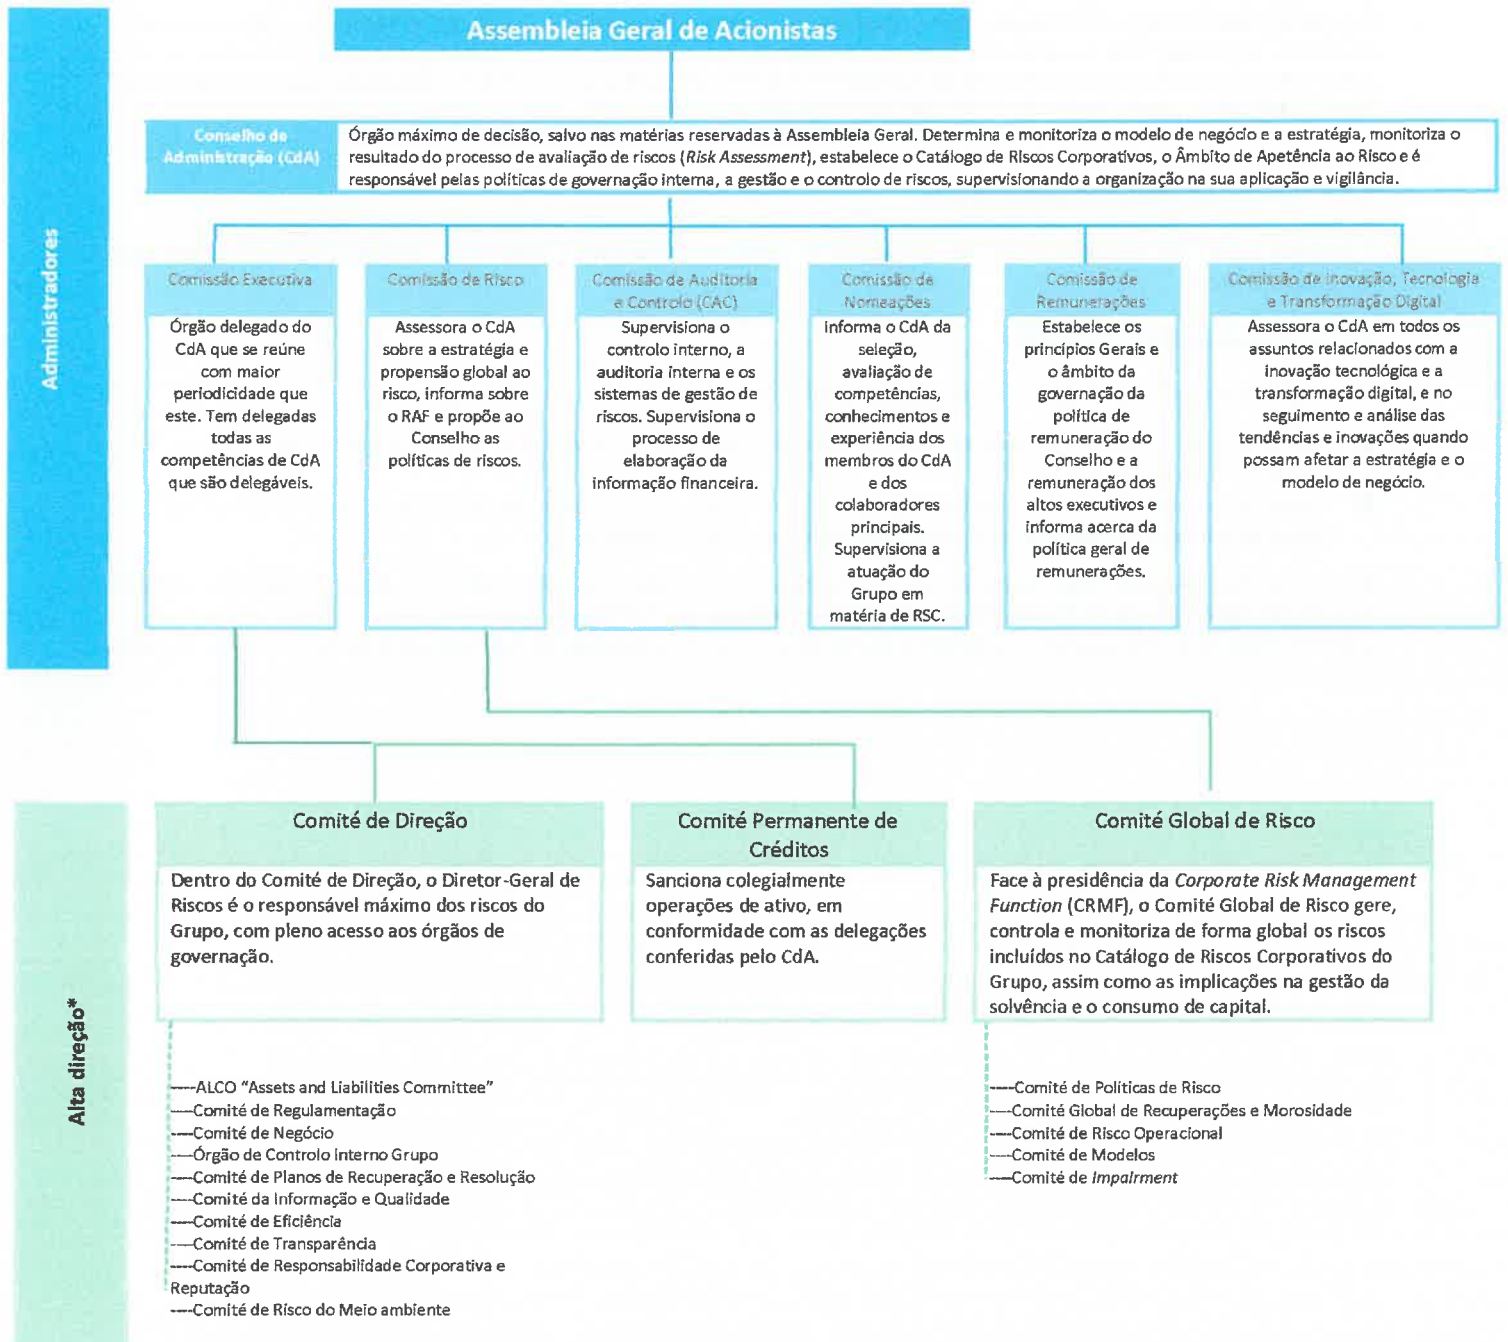 Assembleia Geral de Acionistas
Administradores
Conselho de
Administração (CdA)
Órgão máximo de decisão, salvo nas matérias reservadas à Assembleia Geral. Determina e monitoriza o modelo de negócio e a estratégia, monitoriza o
resultado do processo de avaliação de riscos (Risk Assessment), estabelece o Catálogo de Riscos Corporativos, o Âmbito de Apetência ao Risco e é
responsável pelas políticas de governação interna, a gestão e o controlo de riscos, supervisionando a organização na sua aplicação e vigilância.
Comissão Executiva
Órgão delegado do
CdA que se reúne
com maior
periodicidade que
este. Tem delegadas
todas as
competências de CdA
que são delegáveis.
Comissão de Risco
Assessora o CdA
sobre a estratégia e
propensão global ao
risco, informa sobre
o RAF e propõe ao
Conselho as
políticas de riscos.
Comissão de Auditoria
e Controlo (CAC)
Supervisiona o
controlo interno, a
auditoria interna e os
sistemas de gestão de
riscos. Supervisiona o
processo de
elaboração da
informação financeira.
Comissão de
Nomeações
Informa o CdA da
seleção,
avaliação de
competências,
conhecimentos e
experiência dos
membros do CdA
e dos
colaboradores
principais.
Supervisiona a
atuação do
Grupo em
matéria de RSC.
Comissão de
Remunerações
Estabelece os
princípios Gerais e
o âmbito da
governação da
política de
remuneração do
Conselho e a
remuneração dos
altos executivos e
informa acerca da
política geral de
remunerações.
Comissão de Inovação, Tecnologia
e Transformação Digital
Assessora o CdA em todos os
assuntos relacionados com a
inovação tecnológica e a
transformação digital, e no
seguimento e análise das
tendências e inovações quando
possam afetar a estratégia e o
modelo de negócio.
Alta direção*
Comité de Direção
Dentro do Comité de Direção, o Diretor-Geral de
Riscos é o responsável máximo dos riscos do
Grupo, com pleno acesso aos órgãos de
governação.
----ALCO "Assets and Liabilities Committee"
----Comité de Regulamentação
----Comité de Negócio
----Órgão de Controlo Interno Grupo
----Comité de Planos de Recuperação e Resolução
----Comité da Informação e Qualidade
----Comité de Eficiência
----Comité de Transparência
----Comité de Responsabilidade Corporativa e
Reputação
----Comité de Risco do Meio ambiente
Comité Permanente de
Créditos
Sanciona colegialmente
operações de ativo, em
conformidade com as delegações
conferidas pelo CdA.
Comité Global de Risco
Face à presidência da Corporate Risk Management
Function (CRMF), o Comité Global de Risco gere,
controla e monitoriza de forma global os riscos
incluídos no Catálogo de Riscos Corporativos do
Grupo, assim como as implicações na gestão da
solvência e o consumo de capital.
----Comité de Políticas de Risco
----Comité Global de Recuperações e Morosidade
----Comité de Risco Operacional
----Comité de Modelos
----Comité de Impairment